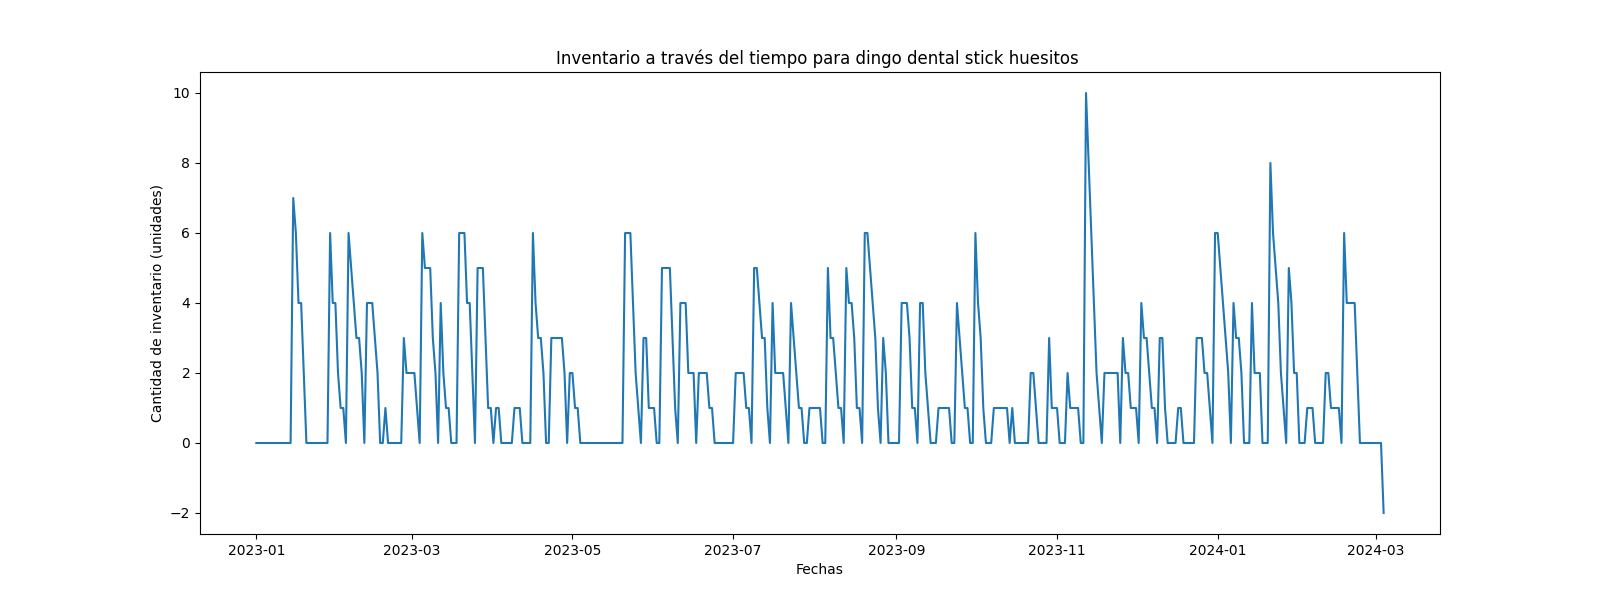 Inventario a través del tiempo para dingo dental stick huesitos
Cantidad de inventario (unidades)
10
8
6
4
2
0
−2
2023-01 2023-03 2023-05 2023-07 2023-09 2023-11 2024-01 2024-03
Fechas